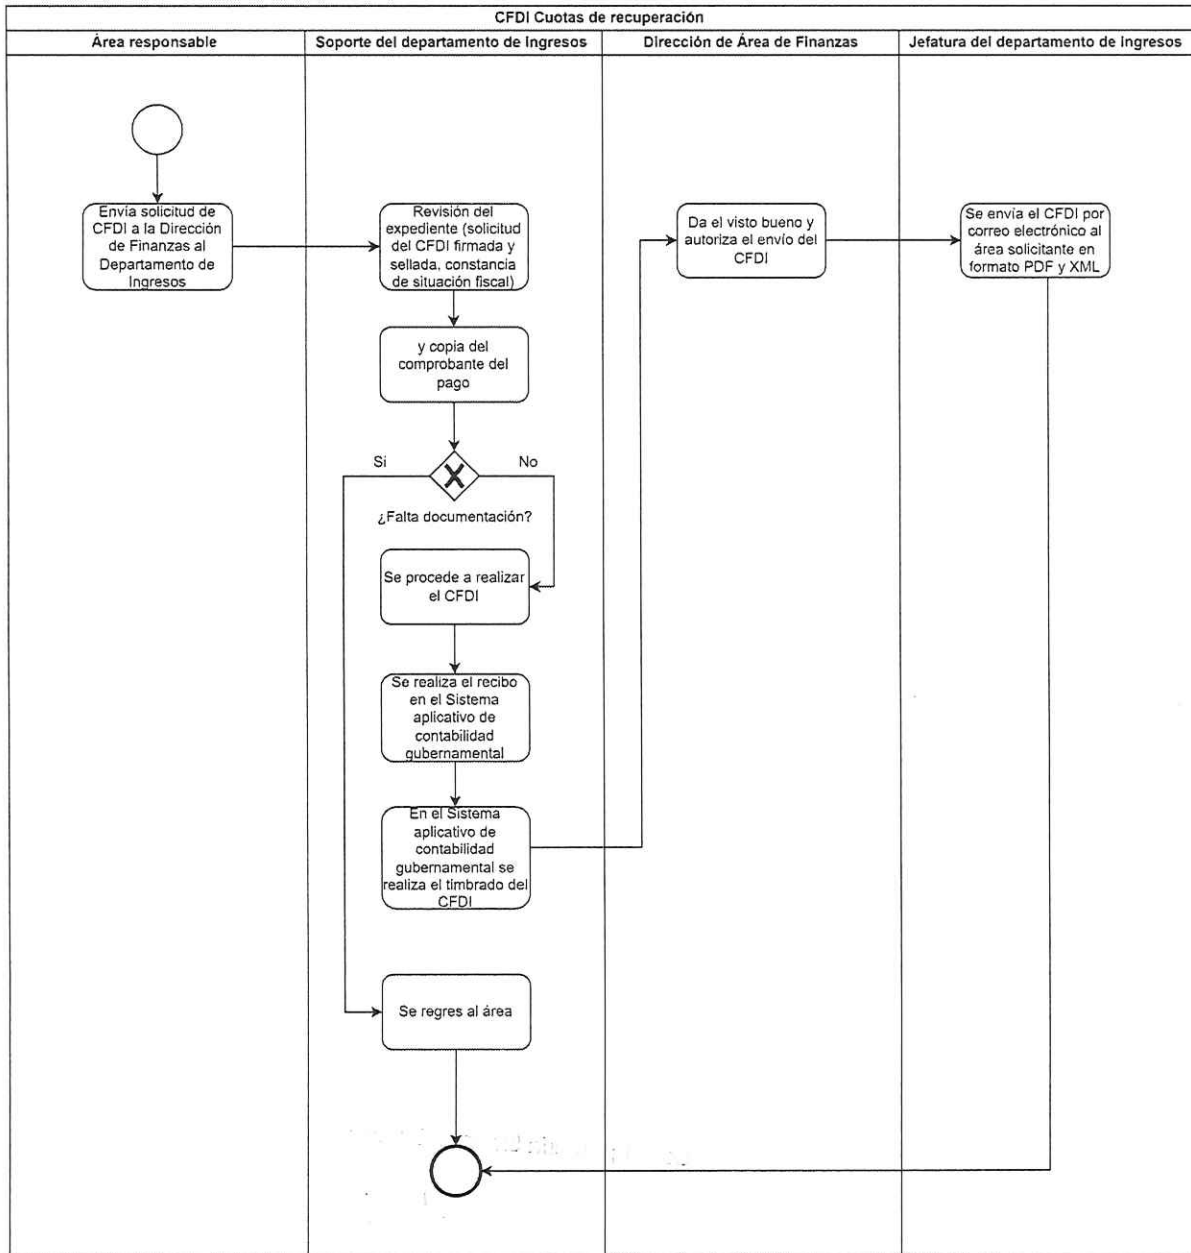 CFDI Cuotas de recuperación
Área responsable
Soporte del departamento de Ingresos
Dirección de Área de Finanzas
Jefatura del departamento de ingresos
Envía solicitud de
CFDI a la Dirección
de Finanzas al
Departamento de
Ingresos
Revisión del
expediente (solicitud
del CFDI firmada y
sellada, constancia
de situación fiscal)
Da el visto bueno y
autoriza el envío del
CFDI
Se envía el CFDI por
correo electrónico al
área solicitante en
formato PDF y XML
y copia del
comprobante del
pago
Si
No
¿Falta documentación?
Se procede a realizar
el CFDI
Se realiza el recibo
en el Sistema
aplicativo de
contabilidad
gubernamental
En el Sistema
aplicativo de
contabilidad
gubernamental se
realiza el timbrado del
CFDI
Se regres al área